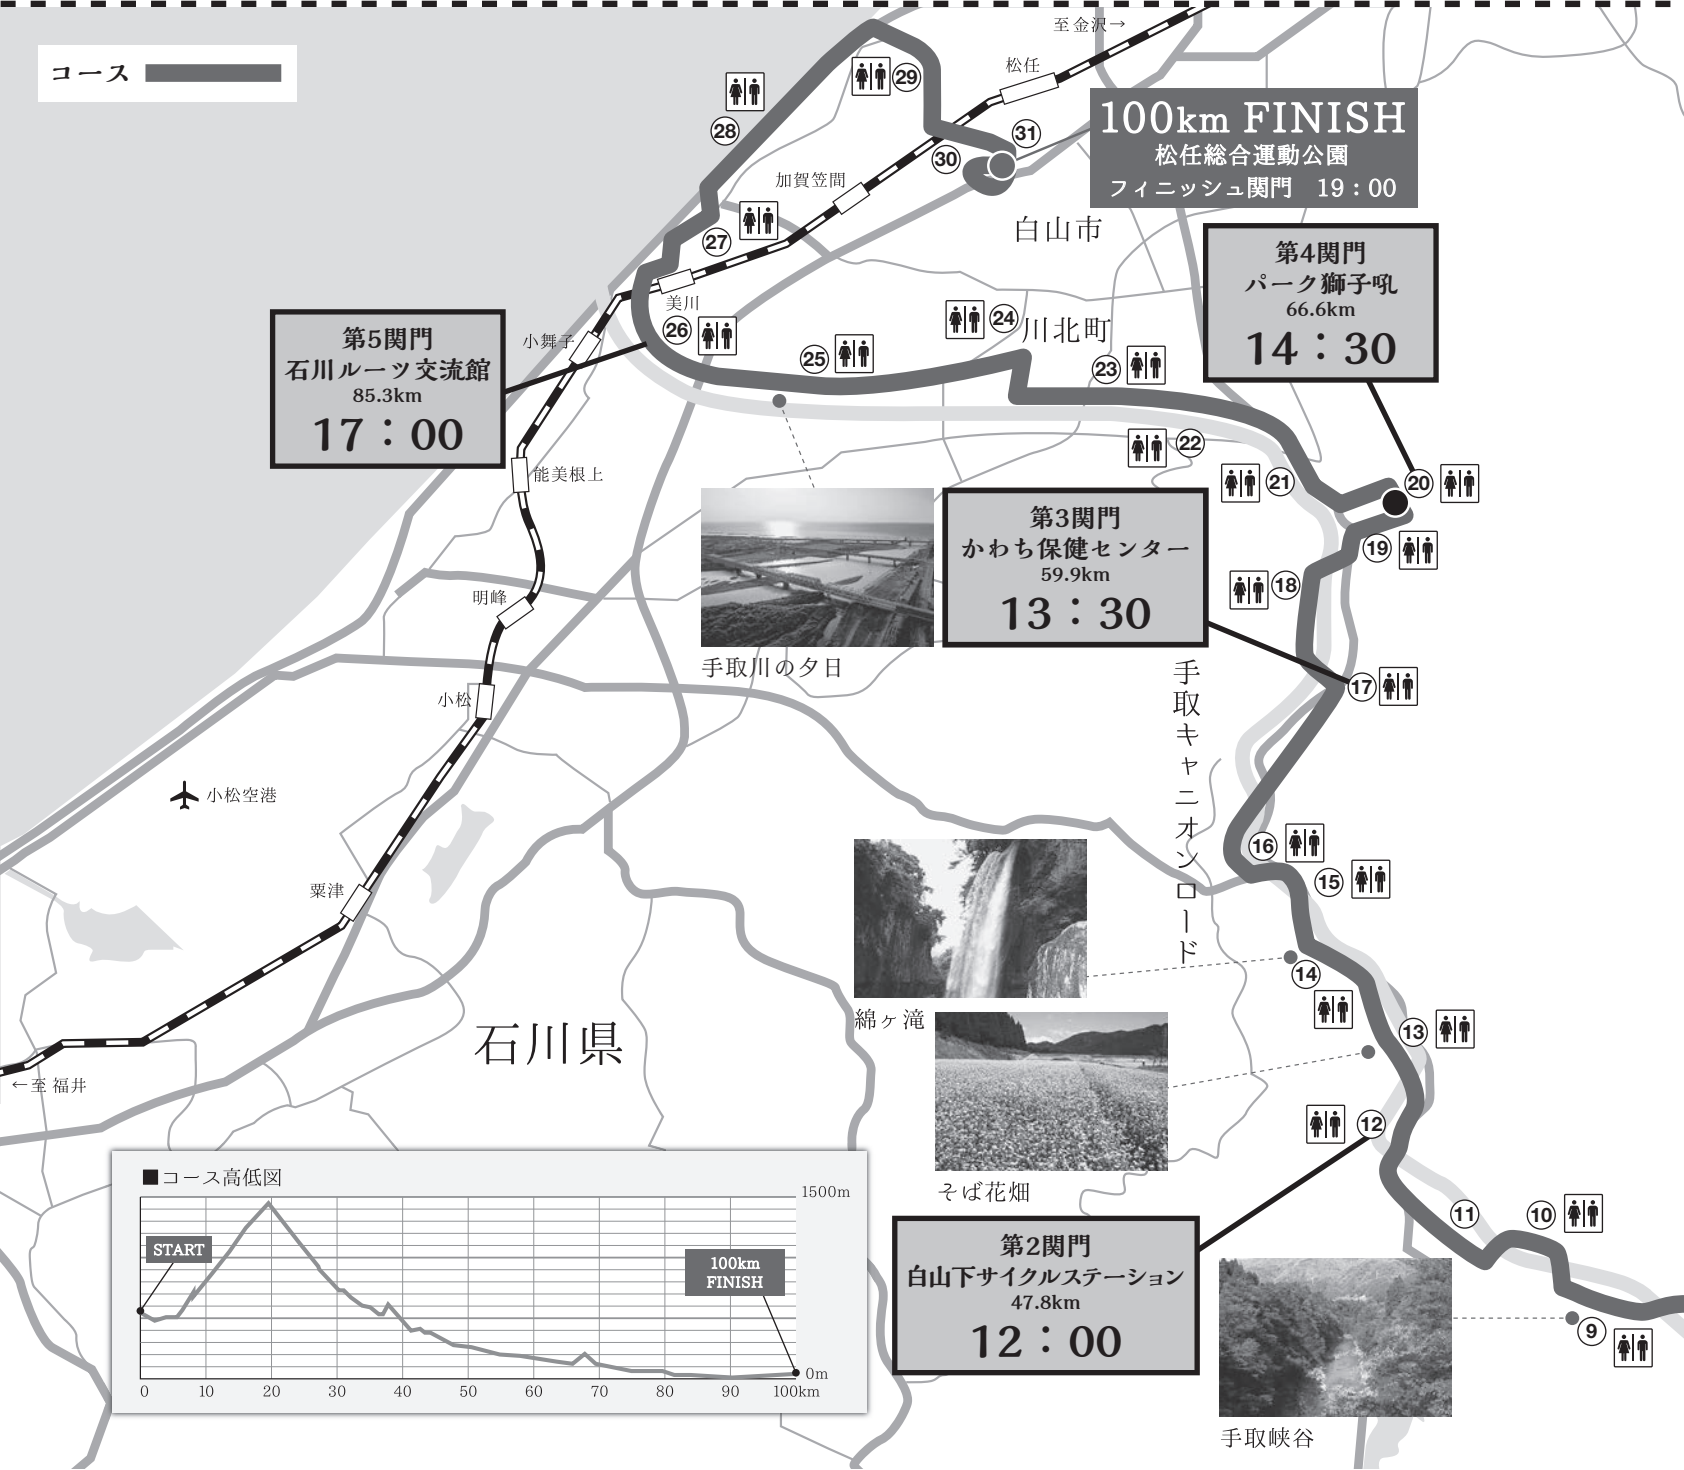 コース
至金沢→
松任
29
28
31
30
100km FINISH
松任総合運動公園
フィニッシュ関門 19：00
加賀笠間
白山市
27
第4関門
パーク獅子吼
66.6km
14：30
美川
26
小舞子
第5関門
石川ルーツ交流館
85.3km
17：00
24
川北町
25
23
22
21
20
能美根上
第3関門
かわち保健センター
59.9km
13：30
19
18
明峰
手取川の夕日
17
手取キャニオンロード
小松
小松空港
16
15
粟津
14
綿ヶ滝
13
石川県
←至 福井
12
そば花畑
11
10
第2関門
白山下サイクルステーション
47.8km
12：00
9
手取峡谷
■コース高低図
1500m
START
100km
FINISH
0m
0 10 20 30 40 50 60 70 80 90 100km